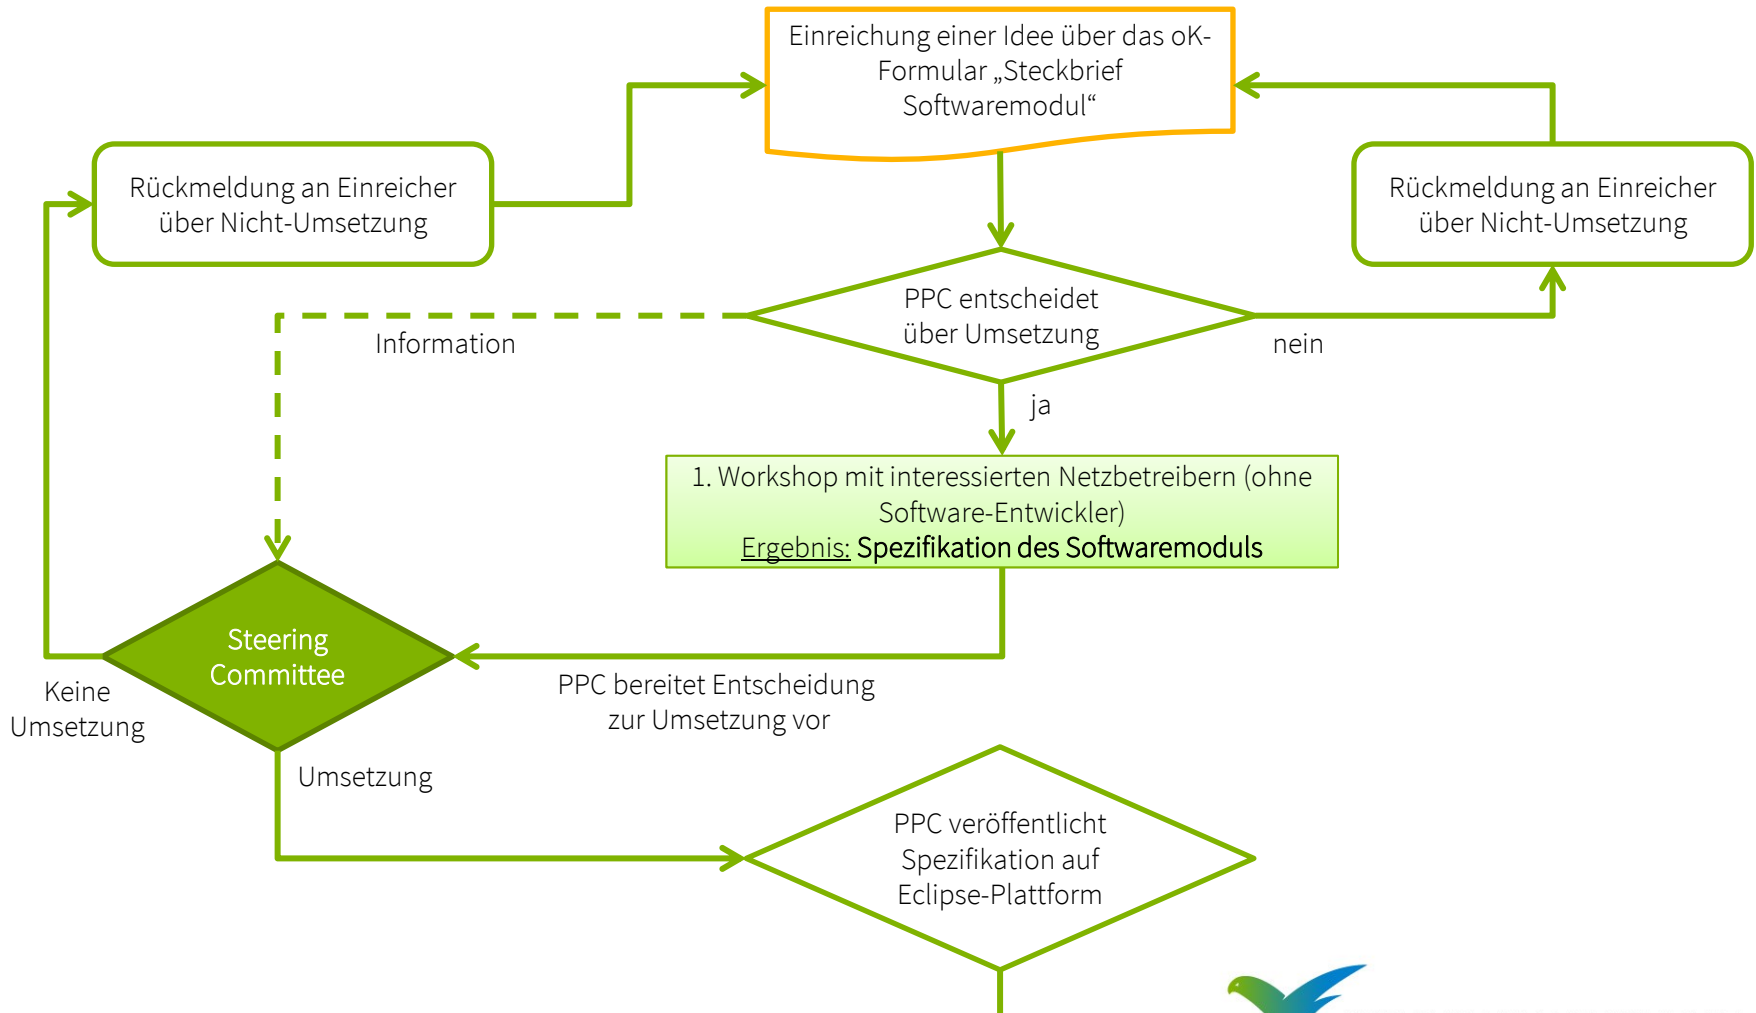 Einreichung einer Idee über das oK-
Formular „Steckbrief
Softwaremodul“
Rückmeldung an Einreicher
über Nicht-Umsetzung
Rückmeldung an Einreicher
über Nicht-Umsetzung
PPC entscheidet
über Umsetzung
Information
nein
ja
1. Workshop mit interessierten Netzbetreibern (ohne
Software-Entwickler)
Ergebnis: Spezifikation des Softwaremoduls
Steering
Committee
Keine
Umsetzung
PPC bereitet Entscheidung
zur Umsetzung vor
Umsetzung
PPC veröffentlicht
Spezifikation auf
Eclipse-Plattform